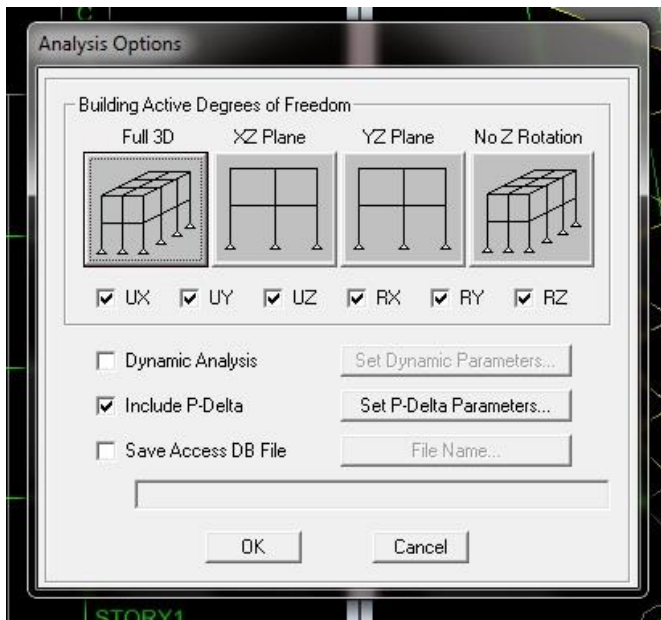 C
Analysis Options
Building Active Degrees of Freedom
Full 3D XZ Plane YZ Plane No Z Rotation
UX UY UZ RX RY RZ
Dynamic Analysis Set Dynamic Parameters...
Include P-Delta Set P-Delta Parameters...
Save Access DB File File Name...
OK Cancel
STORY1